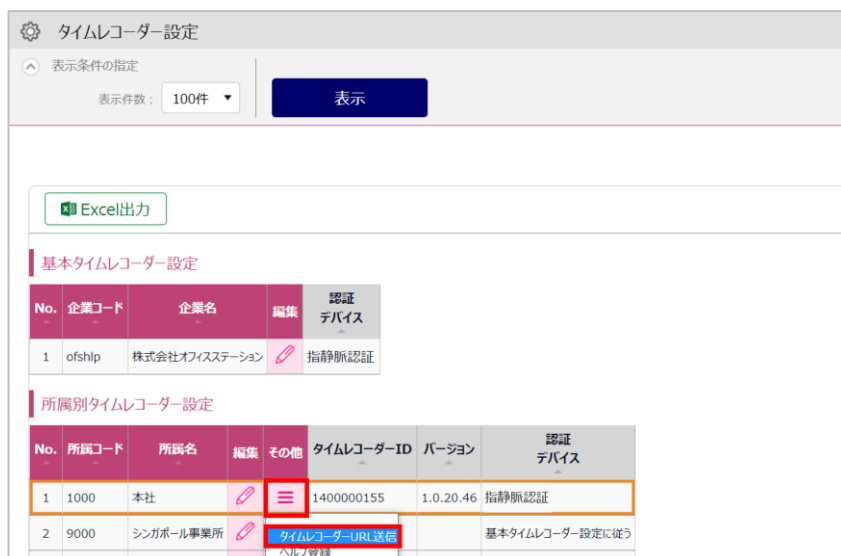 タイムレコーダー設定
表示条件の指定
表示件数： 100件 ▼ 表示
Excel出力
基本タイムレコーダー設定
No. 企業コード 企業名 編集 認証デバイス
1 ofshlp 株式会社オフィスステーション 指静脈認証
所属別タイムレコーダー設定
No. 所属コード 所属名 編集 その他 タイムレコーダーID バージョン 認証デバイス
1 1000 本社 1400000155 1.0.20.46 指静脈認証
2 9000 シンガポール事業所 基本タイムレコーダー設定に従う
タイムレコーダーURL送信
ヘルプ登録